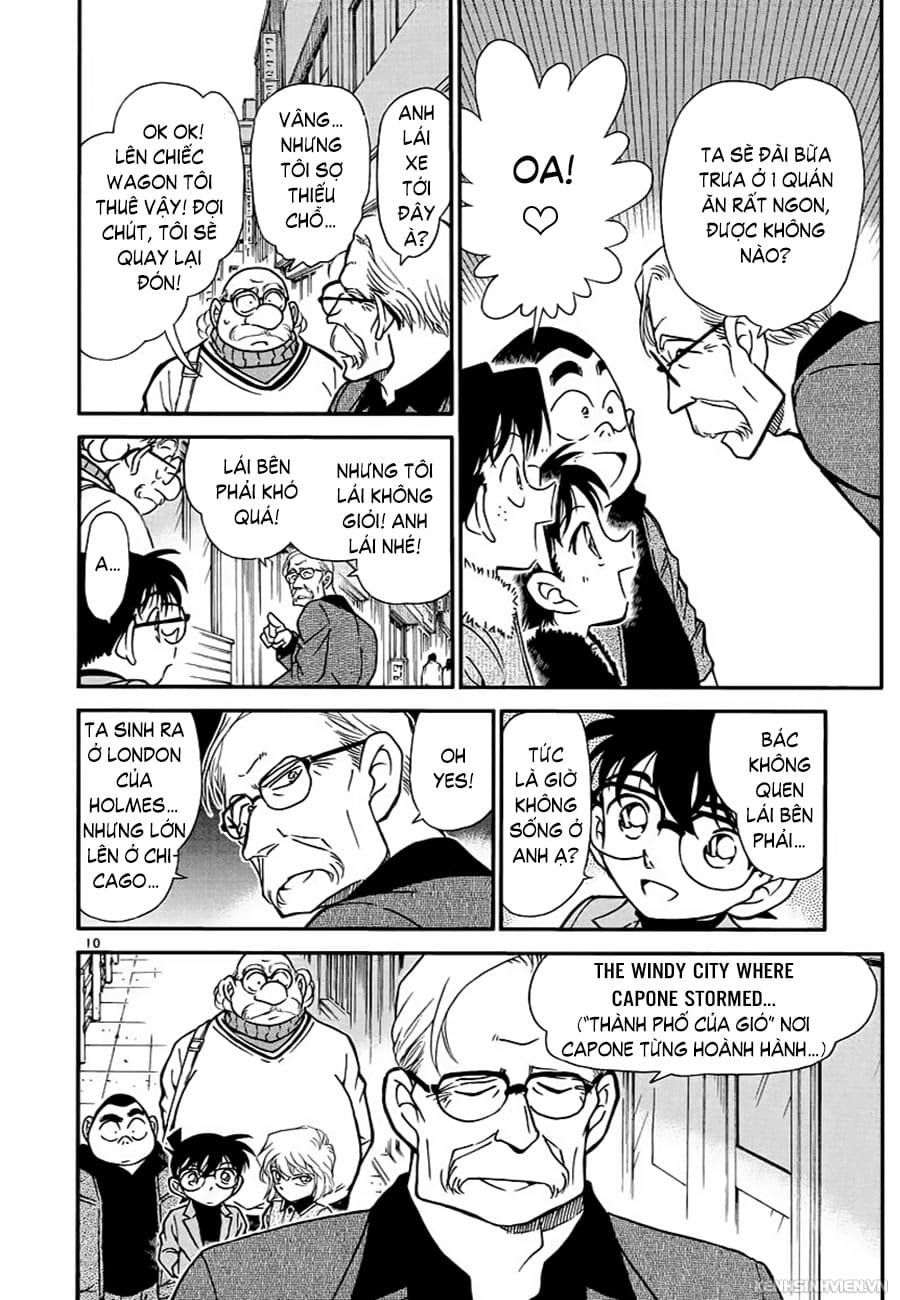 TA SẼ ĐÃI BỮA
TRƯA Ở 1 QUÁN
ĂN RẤT NGON,
ĐƯỢC KHÔNG
NÀO?
OA!
♡
ANH
LÁI
XE
TỚI
ĐÂY
À?
VÂNG...
NHƯNG
TÔI SỢ
THIẾU
CHỖ...
OK OK!
LÊN CHIẾC
WAGON TÔI
THUÊ VẬY! ĐỢI
CHÚT, TÔI SẼ
QUAY LẠI
ĐÓN!
NHƯNG TÔI
LÁI KHÔNG
GIỎI! ANH
LÁI NHÉ!
LÁI BÊN
PHẢI KHÓ
QUÁ!
A...
BÁC
KHÔNG
QUEN
LÁI BÊN
PHẢI...
TỨC
LÀ GIỜ
KHÔNG
SỐNG Ở
ANH Ạ?
OH
YES!
TA SINH RA
Ở LONDON
CỦA
HOLMES...
NHƯNG LỚN
LÊN Ở CHI-
CAGO...
10
THE WINDY CITY WHERE
CAPONE STORMED...
("THÀNH PHỐ CỦA GIÓ" NƠI
CAPONE TỪNG HOÀNH HÀNH...)
KENHSINHVIEN.VN